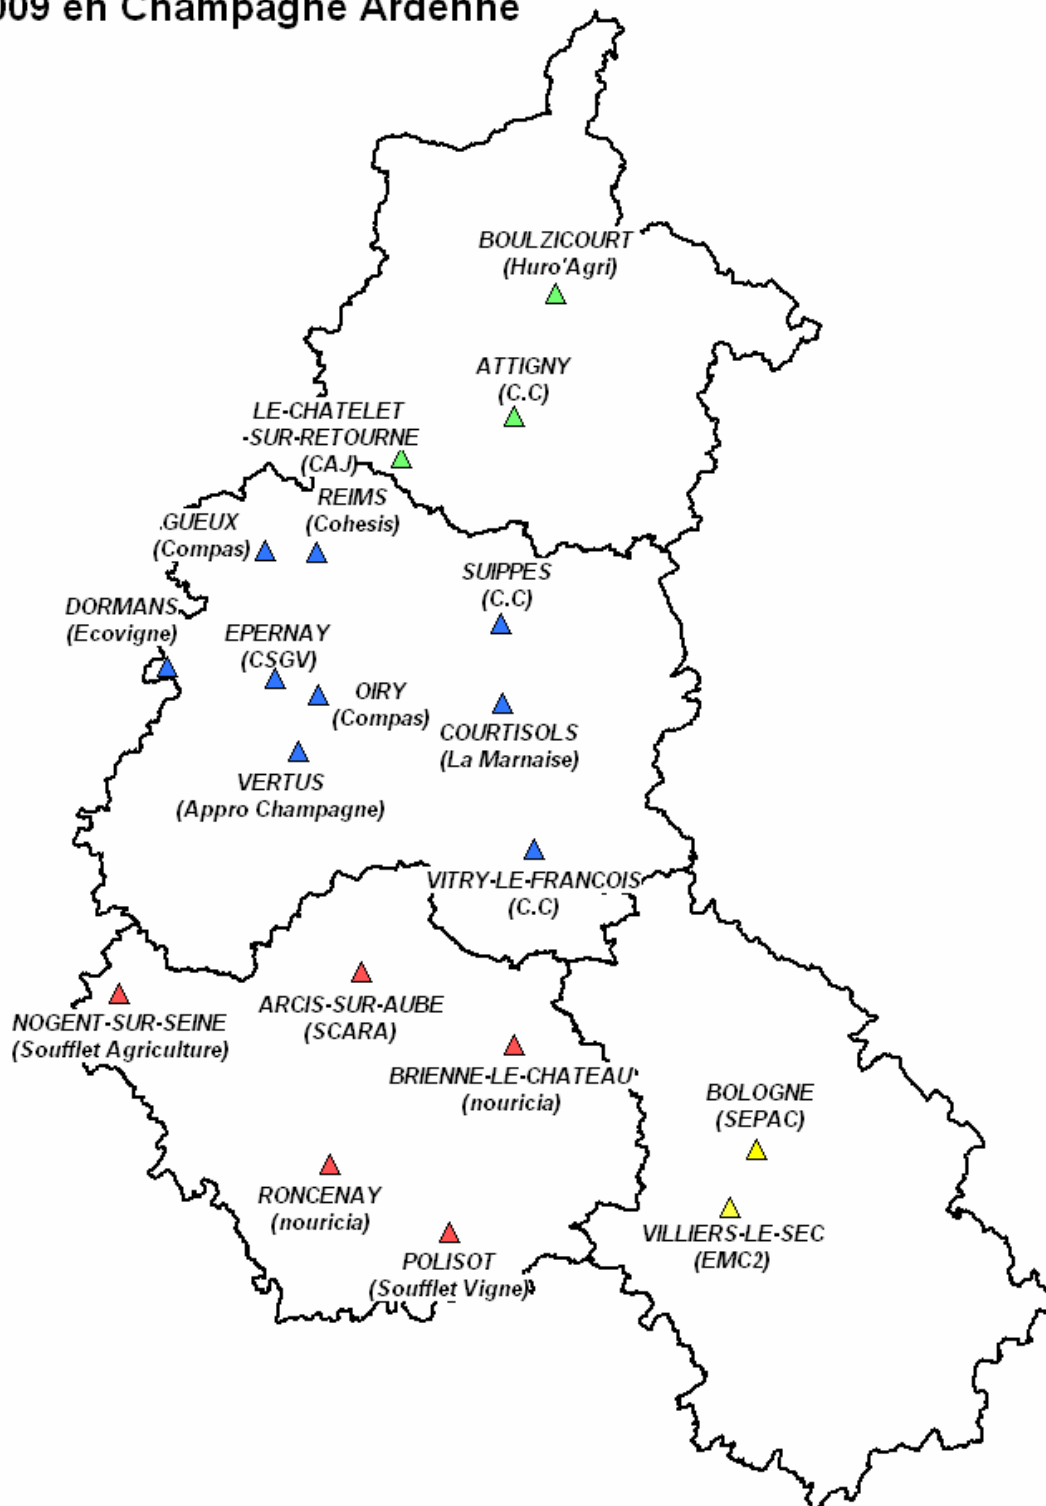 009 en Champagne Ardenne
BOULZICOURT
(Huro'Agri)
ATTIGNY
(C.C)
LE-CHATELET
-SUR-RETOURNE
(CAJ)
REIMS
(Cohesis)
.GUEUX
(Compas)
SUIPPES
(C.C)
DORMANS
(Ecovigne)
EPERNAY
(CSGV)
OIRY
(Compas)
COURTISOLS
(La Marnaise)
VERTUS
(Appro Champagne)
VITRY-LE-FRANCOIS
(C.C)
ARCIS-SUR-AUBE
(SCARA)
NOGENT-SUR-SEINE
(Soufflet Agriculture)
BRIENNE-LE-CHATEAU
(nouricia)
BOLOGNE
(SEPAC)
RONCENAY
(nouricia)
VILLIERS-LE-SEC
(EMC2)
POLISOT
(Soufflet Vigne)